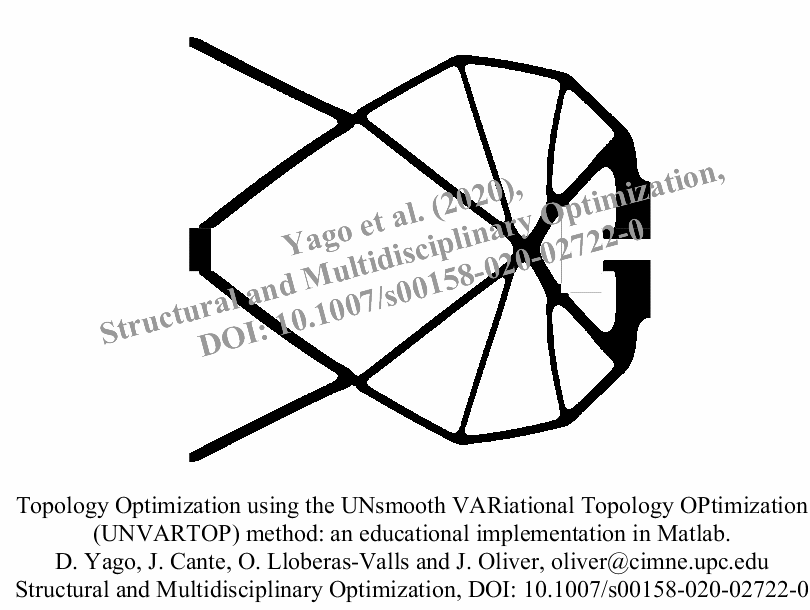 Yago et al. (2020),
Structural and Multidisciplinary Optimization,
DOI: 10.1007/s00158-020-02722-0
Topology Optimization using the UNsmooth VARiational Topology OPtimization
(UNVARTOP) method: an educational implementation in Matlab.
D. Yago, J. Cante, O. Lloberas-Valls and J. Oliver, oliver@cimne.upc.edu
Structural and Multidisciplinary Optimization, DOI: 10.1007/s00158-020-02722-0